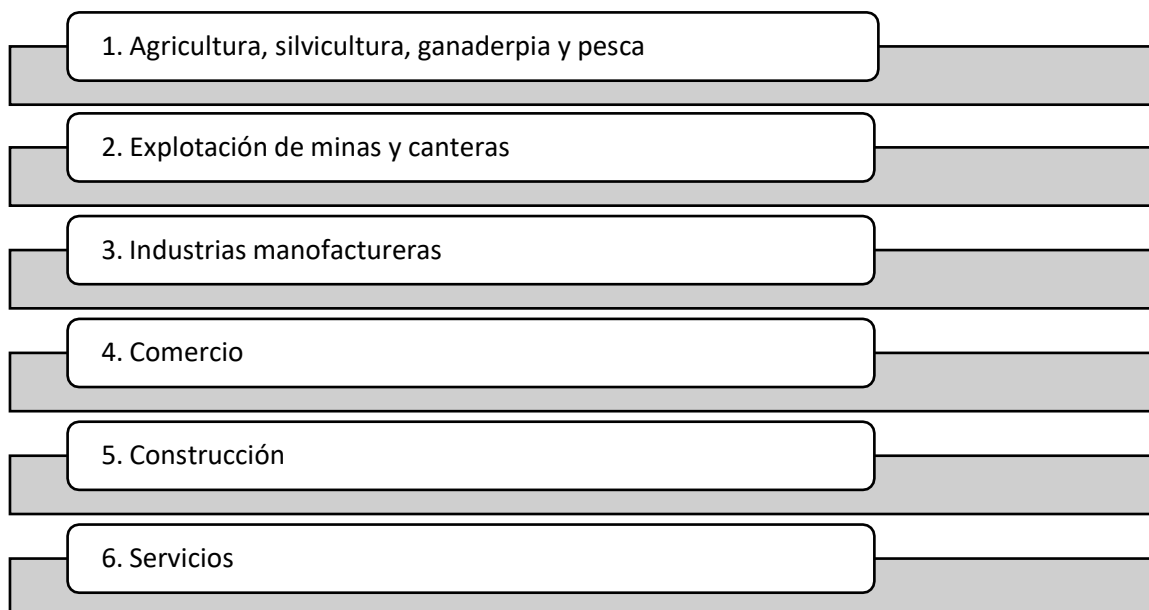 1. Agricultura, silvicultura, ganaderpia y pesca
2. Explotación de minas y canteras
3. Industrias manofactureras
4. Comercio
5. Construcción
6. Servicios